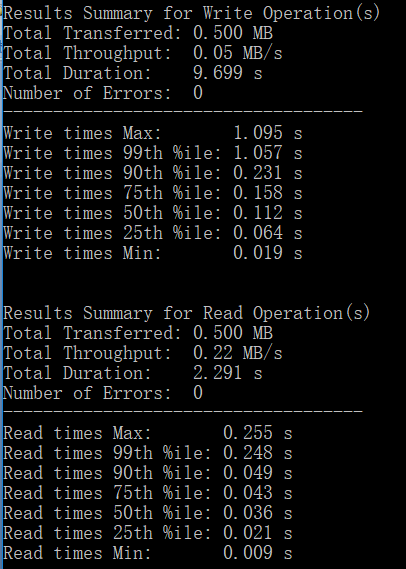 Results Summary for Write Operation(s)
Total Transferred: 0.500 MB
Total Throughput:  0.05 MB/s
Total Duration:    9.699 s
Number of Errors:  0
------------------------------------
Write times Max:       1.095 s
Write times 99th %ile: 1.057 s
Write times 90th %ile: 0.231 s
Write times 75th %ile: 0.158 s
Write times 50th %ile: 0.112 s
Write times 25th %ile: 0.064 s
Write times Min:       0.019 s
Results Summary for Read Operation(s)
Total Transferred: 0.500 MB
Total Throughput:  0.22 MB/s
Total Duration:    2.291 s
Number of Errors:  0
------------------------------------
Read times Max:       0.255 s
Read times 99th %ile: 0.248 s
Read times 90th %ile: 0.049 s
Read times 75th %ile: 0.043 s
Read times 50th %ile: 0.036 s
Read times 25th %ile: 0.021 s
Read times Min:       0.009 s